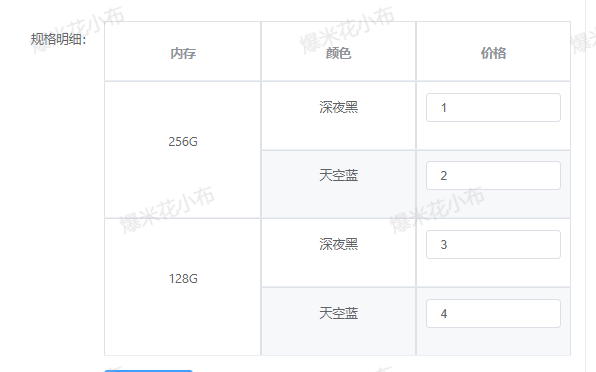 规格明细:
内存 颜色 价格
256G 深夜黑 1
天空蓝 2
128G 深夜黑 3
天空蓝 4
爆米花小布
爆米花小布
爆米花小布
爆米花小布